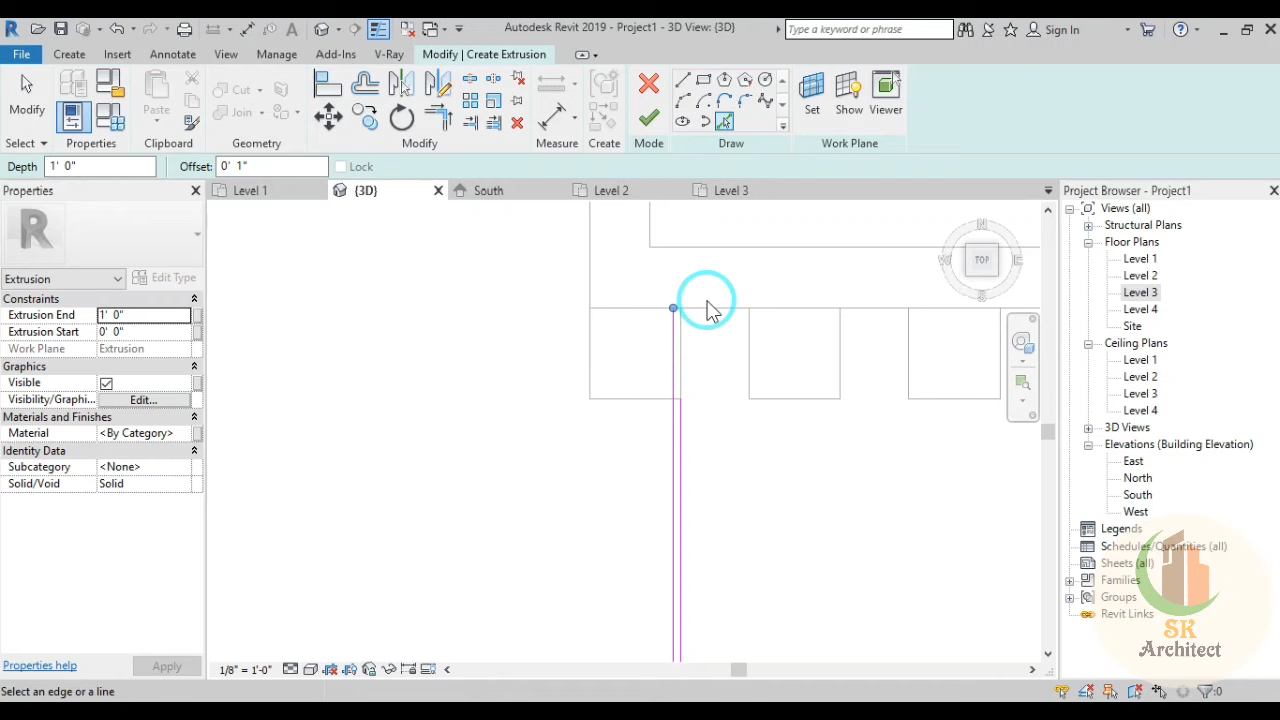 Autodesk Revit 2019 - Project1 - 3D View: {3D}
Type a keyword or phrase
Sign In
File Create Insert Annotate View Manage Add-Ins V-Ray Modify | Create Extrusion
Modify Paste Cut Join Set Show Viewer
Select Properties Clipboard Geometry Modify Measure Create Mode Draw Work Plane
Depth 1' 0" Offset: 0' 1" Lock
Properties
Level 1 {3D} South Level 2 Level 3
Project Browser - Project1
R
Extrusion Edit Type
Constraints
Extrusion End 1' 0"
Extrusion Start 0' 0"
Work Plane Extrusion
Graphics
Visible
Visibility/Graphi... Edit...
Materials and Finishes
Material <By Category>
Identity Data
Subcategory <None>
Solid/Void Solid
Properties help Apply
N
TOP
E
S
1/8" = 1'-0"
Views (all)
Structural Plans
Floor Plans
Level 1
Level 2
Level 3
Level 4
Site
Ceiling Plans
Level 1
Level 2
Level 3
Level 4
3D Views
Elevations (Building Elevation)
East
North
South
West
Legends
Schedules/Quantities (all)
Sheets (all)
Families
Groups
Revit Links
SK
Architect
Select an edge or a line
:0